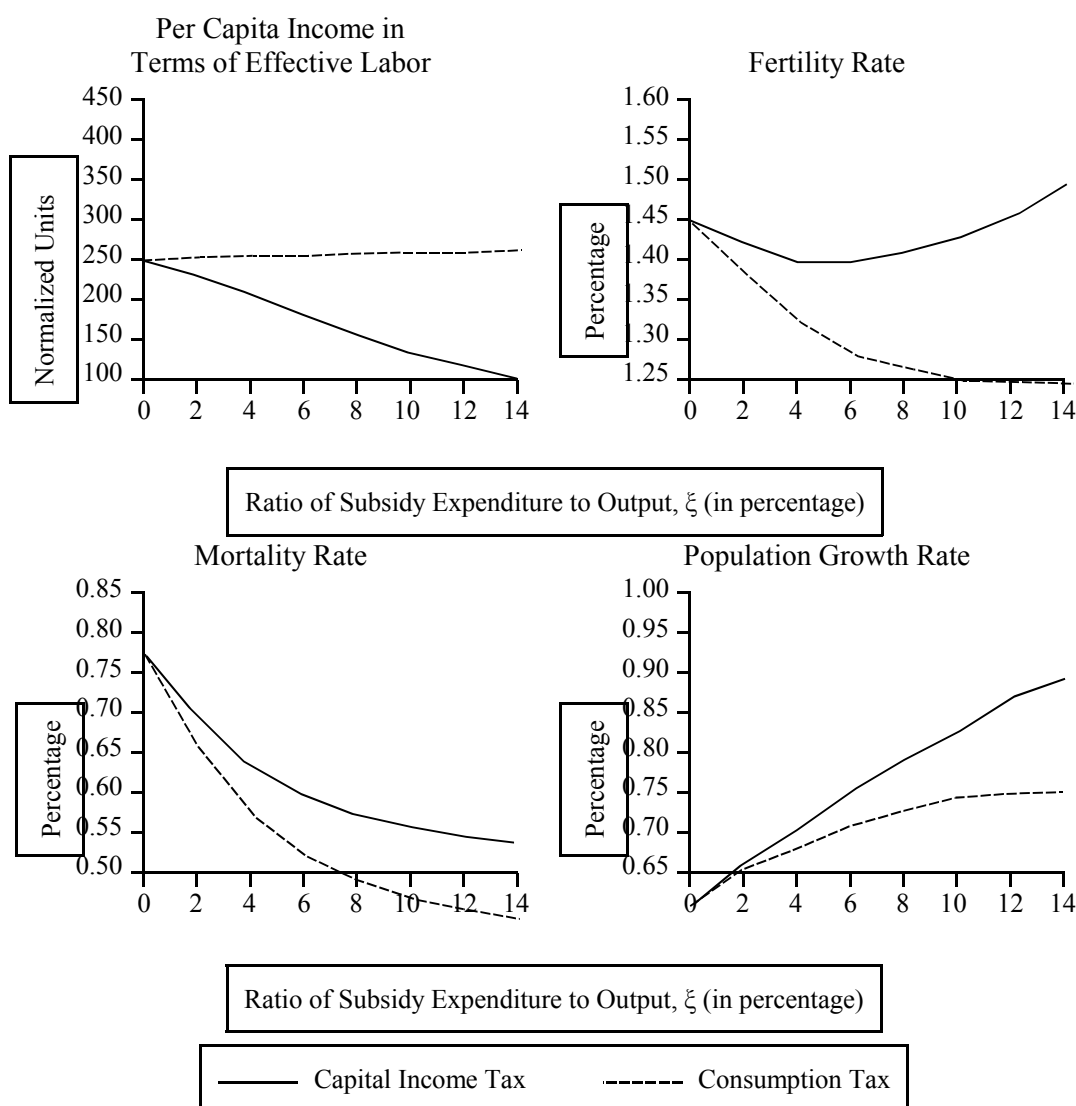 Per Capita Income in
Terms of Effective Labor
Fertility Rate
450
400
350
300
250
200
150
100
Normalized Units
0 2 4 6 8 10 12 14
1.60
1.55
1.50
1.45
1.40
1.35
1.30
1.25
Percentage
0 2 4 6 8 10 12 14
Ratio of Subsidy Expenditure to Output, ξ (in percentage)
Mortality Rate
Population Growth Rate
0.85
0.80
0.75
0.70
0.65
0.60
0.55
0.50
Percentage
0 2 4 6 8 10 12 14
1.00
0.95
0.90
0.85
0.80
0.75
0.70
0.65
Percentage
0 2 4 6 8 10 12 14
Ratio of Subsidy Expenditure to Output, ξ (in percentage)
Capital Income Tax
Consumption Tax